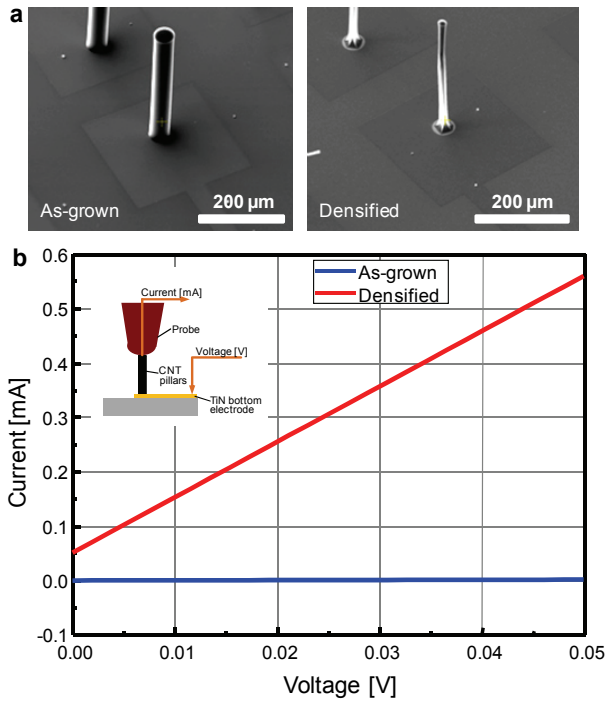 a
As-grown
200 µm
Densified
200 µm
b
As-grown
Densified
Current [mA]
Probe
Voltage [V]
CNT
pillars
TiN bottom
electrode
0.6
0.5
0.4
0.3
0.2
0.1
0.0
-0.1
Current [mA]
0.00
0.01
0.02
0.03
0.04
0.05
Voltage [V]